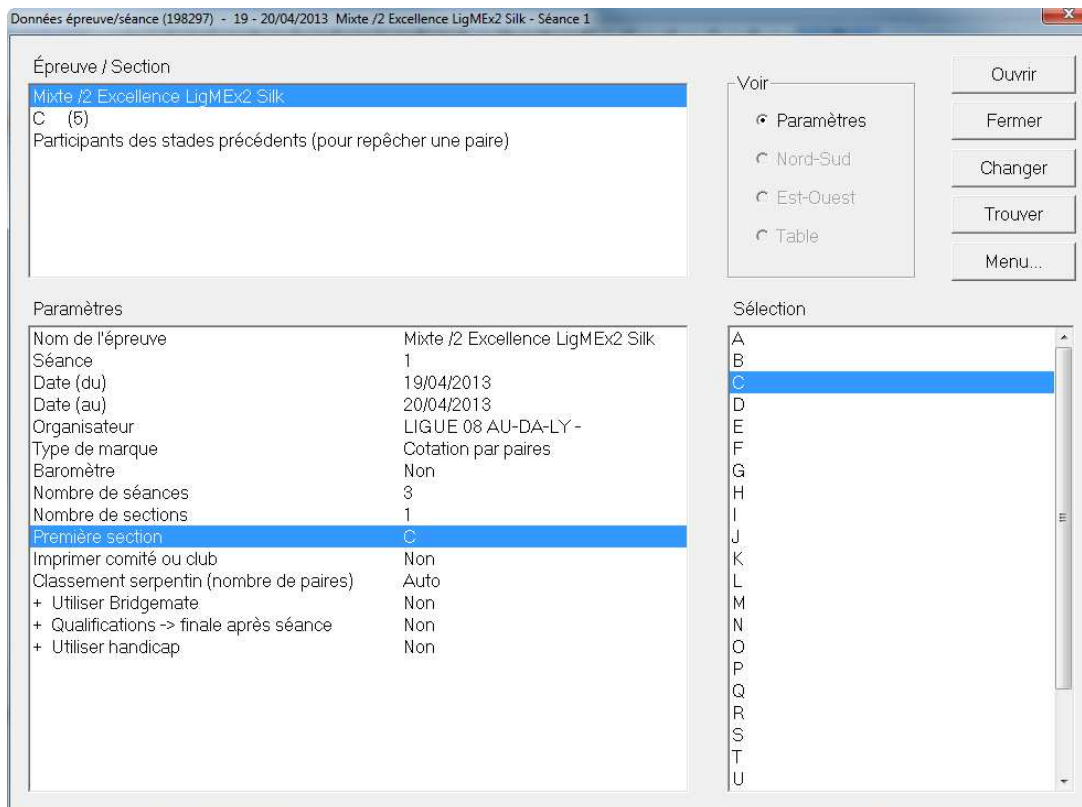 Données épreuve/séance (198297) - 19 - 20/04/2013 Mixte /2 Excellence LigMEx2 Silk - Séance 1
Épreuve / Section
Mixte /2 Excellence LigMEx2 Silk
C (5)
Participants des stades précédents (pour repêcher une paire)
Voir
Paramètres
Nord-Sud
Est-Ouest
Table
Ouvrir
Fermer
Changer
Trouver
Menu...
Paramètres
Nom de l'épreuve Mixte /2 Excellence LigMEx2 Silk
Séance 1
Date (du) 19/04/2013
Date (au) 20/04/2013
Organisateur LIGUE 08 AU-DA-LY -
Type de marque Cotation par paires
Baromètre Non
Nombre de séances 3
Nombre de sections 1
Première section C
Imprimer comité ou club Non
Classement serpentin (nombre de paires) Auto
+ Utiliser Bridgemate Non
+ Qualifications -> finale après séance Non
+ Utiliser handicap Non
Sélection
A
B
C
D
E
F
G
H
I
J
K
L
M
N
O
P
Q
R
S
T
U